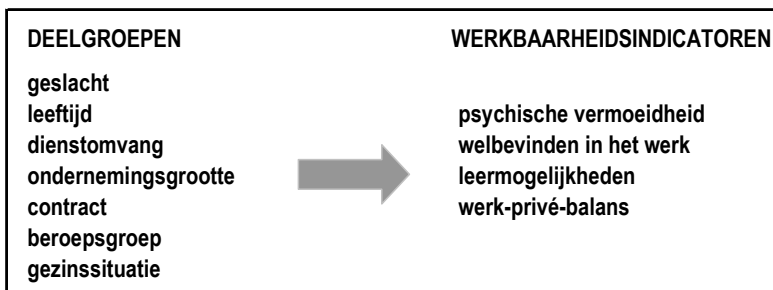 DEELGROEPEN
geslacht
leeftijd
dienstomvang
ondernemingsgrootte
contract
beroepsgroep
gezinssituatie
WERKBAARHEIDSINDICATOREN
psychische vermoeidheid
welbevinden in het werk
leermogelijkheden
werk-privé-balans